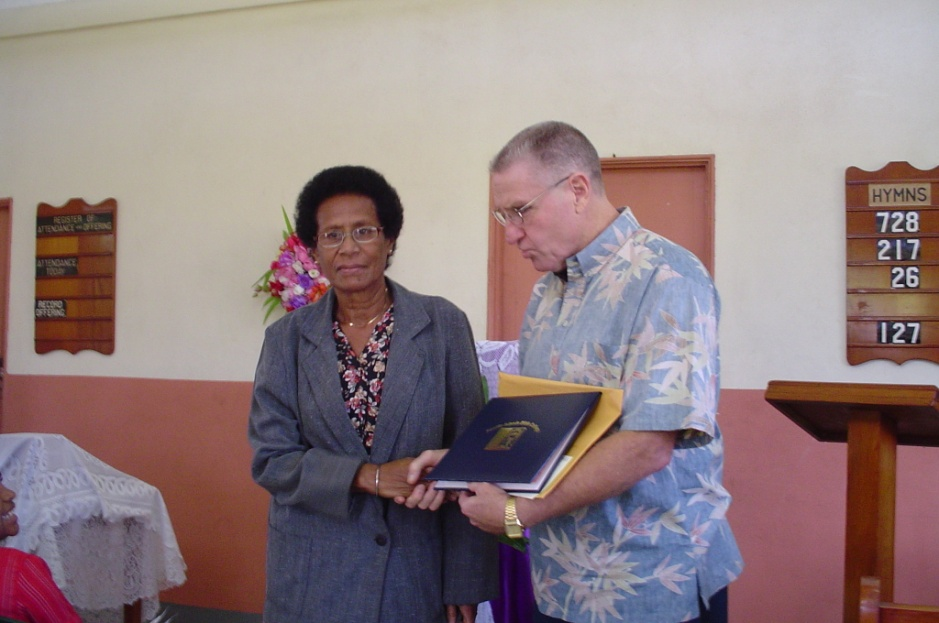 REGISTER OF
ATTENDANCE AND OFFERING
ATTENDANCE
TODAY
RECORD
OFFERING
HYMNS
728
217
26
127